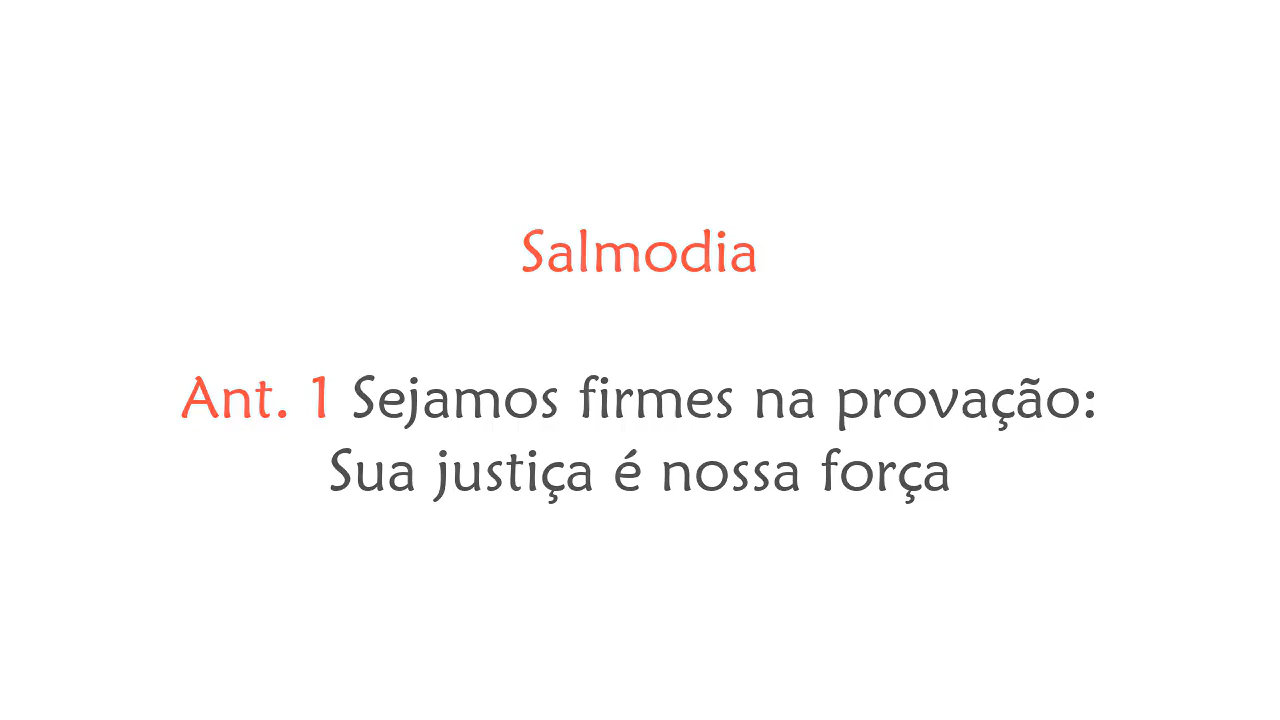 Salmodia
Ant. 1 Sejamos firmes na provação:
Sua justiça é nossa força